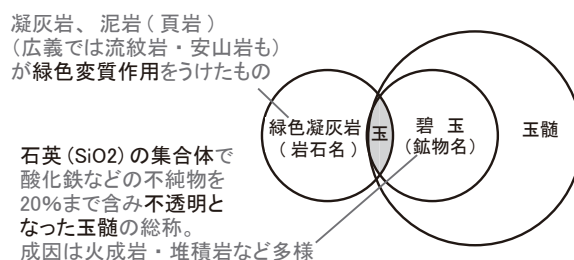 凝灰岩、泥岩(頁岩)
(広義では流紋岩・安山岩も)
が緑色変質作用をうけたもの
緑色凝灰岩
(岩石名)
玉
碧 玉
(鉱物名)
玉髄
石英(SiO2)の集合体で
酸化鉄などの不純物を
20%まで含み不透明と
なった玉髄の総称。
成因は火成岩・堆積岩など多様